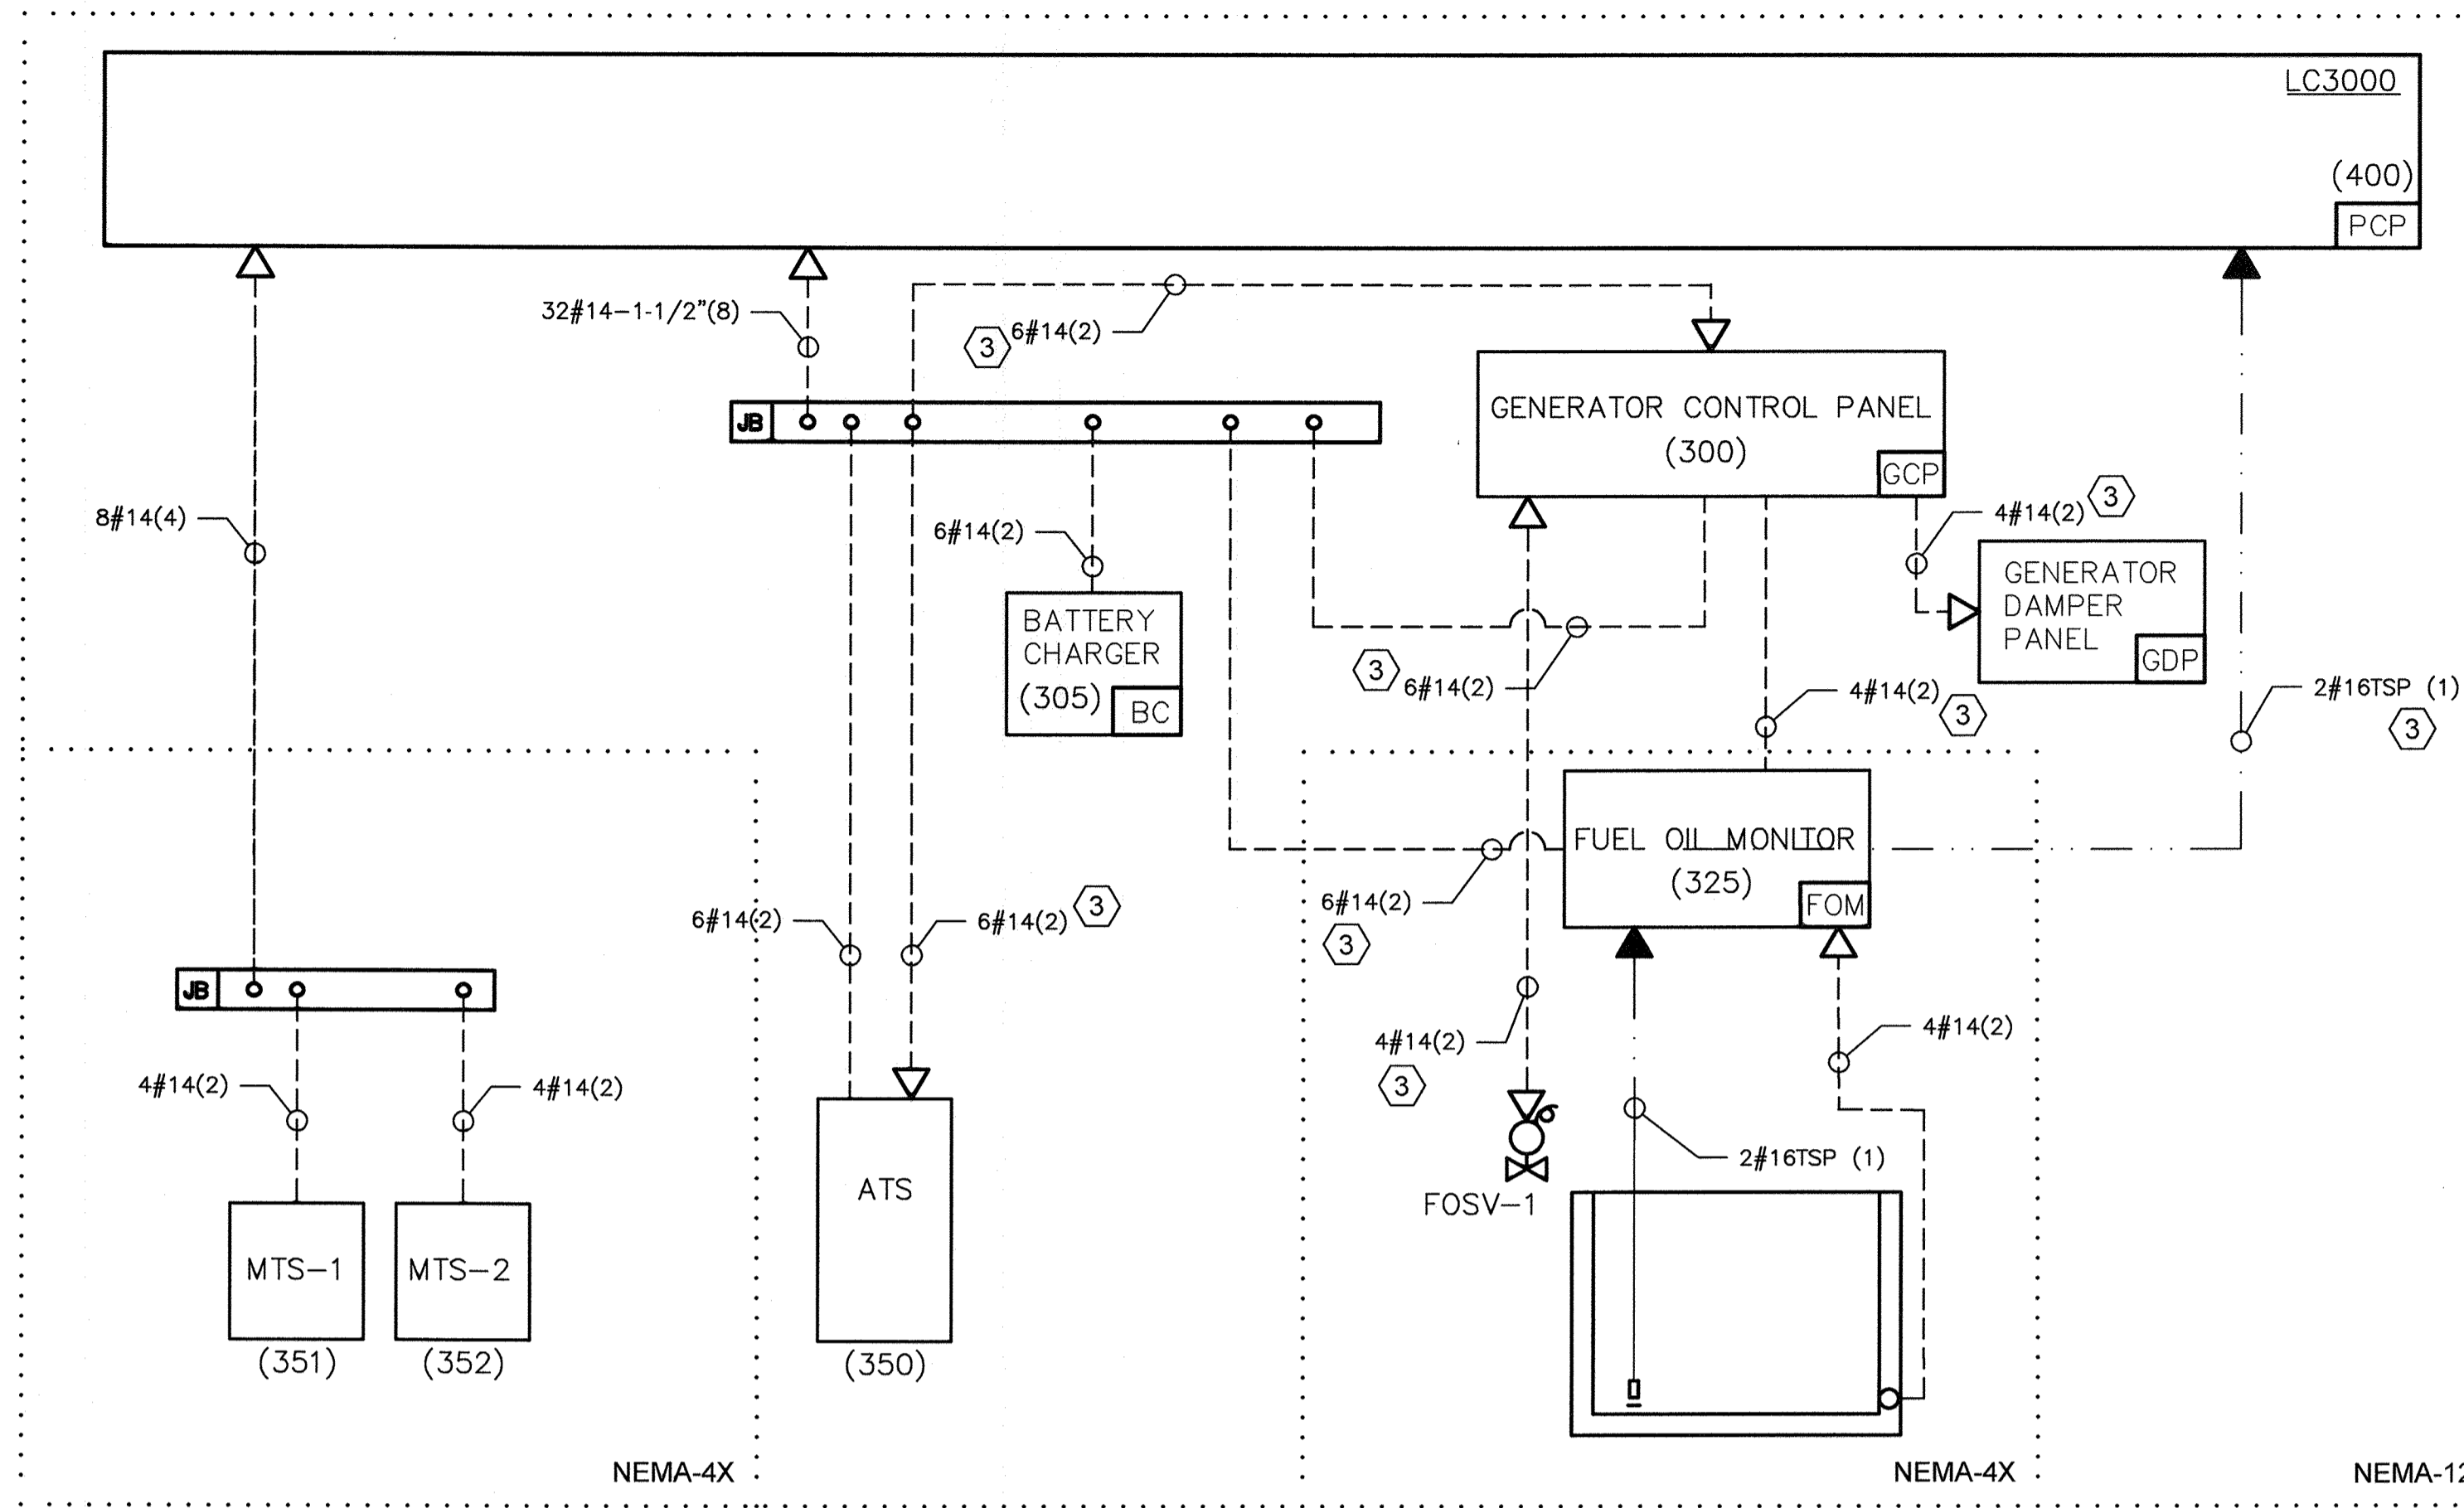 LC3000
(400)
PCP
32#14-1-1/2"(8)
3
6#14(2)
JB
GENERATOR CONTROL PANEL
(300)
GCP
8#14(4)
6#14(2)
4#14(2)
3
BATTERY
CHARGER
(305)
BC
GENERATOR
DAMPER
PANEL
GDP
3
6#14(2)
4#14(2)
3
2#16TSP (1)
3
FUEL OIL MONITOR
(325)
FOM
6#14(2)
6#14(2)
3
6#14(2)
3
JB
4#14(2)
3
4#14(2)
4#14(2)
4#14(2)
2#16TSP (1)
ATS
FOSV-1
MTS-1
MTS-2
(351)
(352)
(350)
NEMA-4X
NEMA-4X
NEMA-12